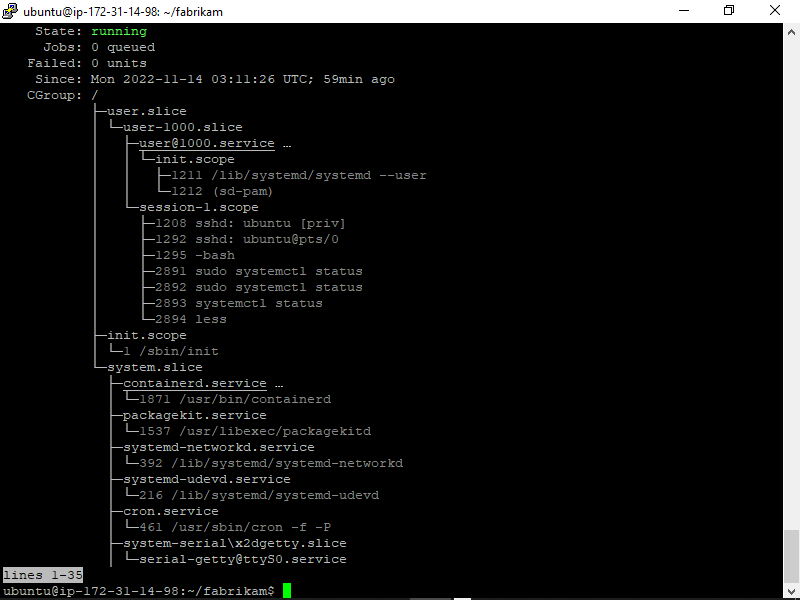 ubuntu@ip-172-31-14-98: ~/fabrikam
State: running
Jobs: 0 queued
Failed: 0 units
Since: Mon 2022-11-14 03:11:26 UTC; 59min ago
CGroup: /
├─user.slice
│ └─user-1000.slice
│   ├─user@1000.service …
│   │ └─init.scope
│   │   ├─1211 /lib/systemd/systemd --user
│   │   └─1212 (sd-pam)
│   └─session-1.scope
│     ├─1208 sshd: ubuntu [priv]
│     ├─1292 sshd: ubuntu@pts/0
│     ├─1295 -bash
│     ├─2891 sudo systemctl status
│     ├─2892 sudo systemctl status
│     ├─2893 systemctl status
│     └─2894 less
├─init.scope
│ └─1 /sbin/init
└─system.slice
  ├─containerd.service …
  │ └─1871 /usr/bin/containerd
  ├─packagekit.service
  │ └─1537 /usr/libexec/packagekitd
  ├─systemd-networkd.service
  │ └─392 /lib/systemd/systemd-networkd
  ├─systemd-udevd.service
  │ └─216 /lib/systemd/systemd-udevd
  ├─cron.service
  │ └─461 /usr/sbin/cron -f -P
  ├─system-serial\x2dgetty.slice
  │ └─serial-getty@ttyS0.service
lines 1-35
ubuntu@ip-172-31-14-98:~/fabrikam$